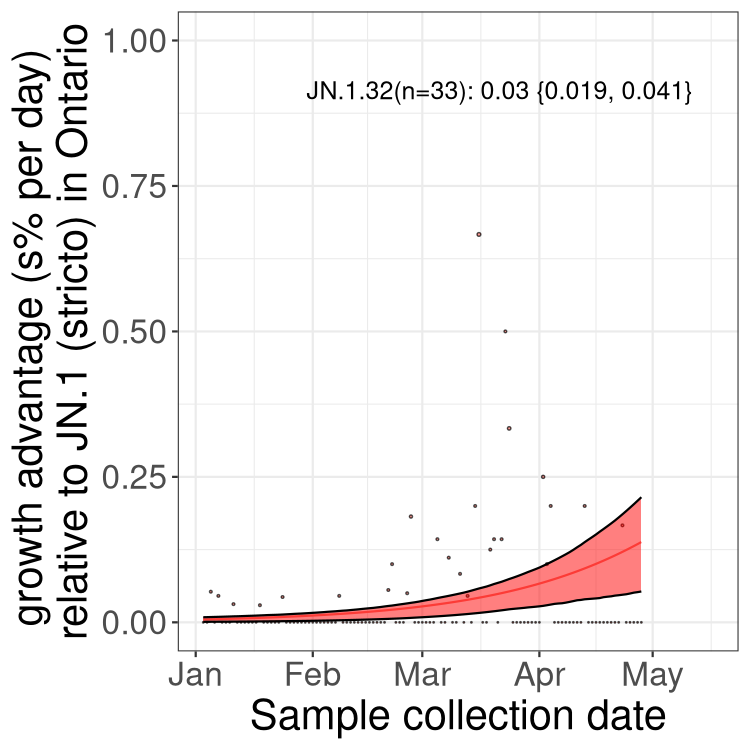 growth advantage (s% per day)
relative to JN.1 (stricto) in Ontario
1.00
0.75
0.50
0.25
0.00
JN.1.32(n=33): 0.03 {0.019, 0.041}
Jan Feb Mar Apr May
Sample collection date